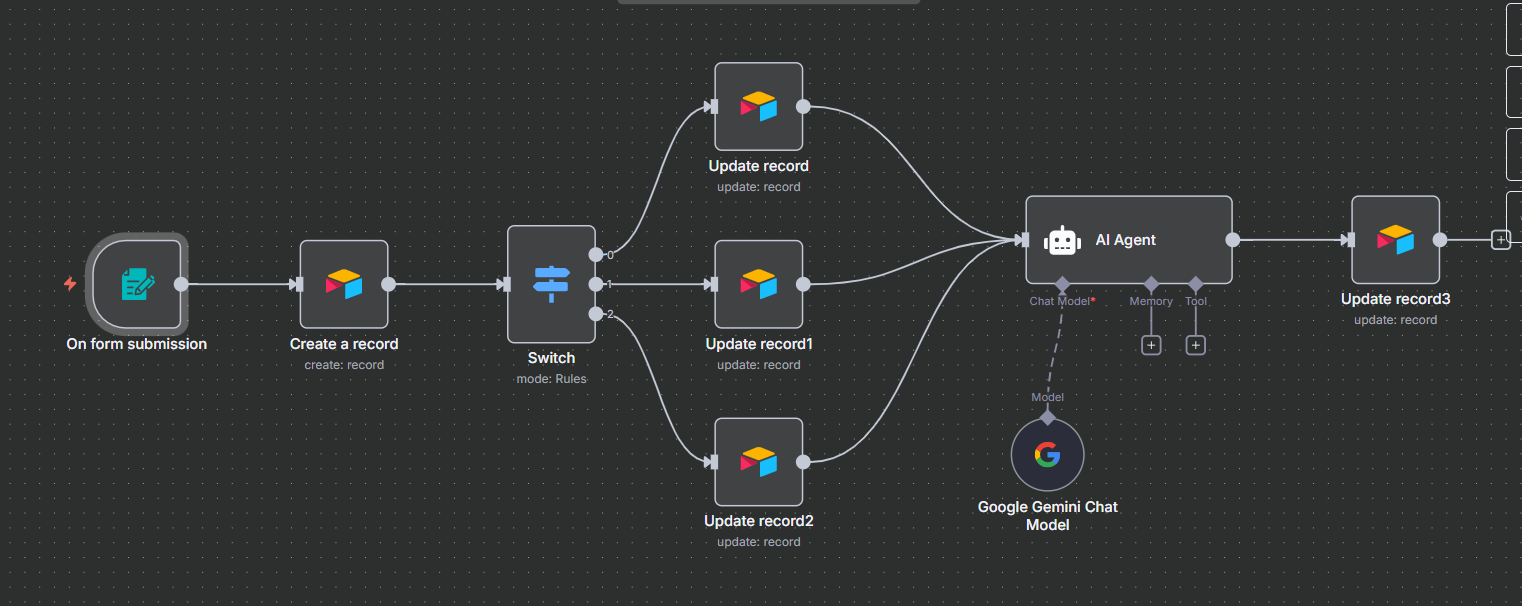 Update record
update: record
On form submission
Create a record
create: record
Switch
mode: Rules
0
1
2
Update record1
update: record
Update record2
update: record
AI Agent
Chat Model*
Memory
Tool
Model
Google Gemini Chat
Model
Update record3
update: record